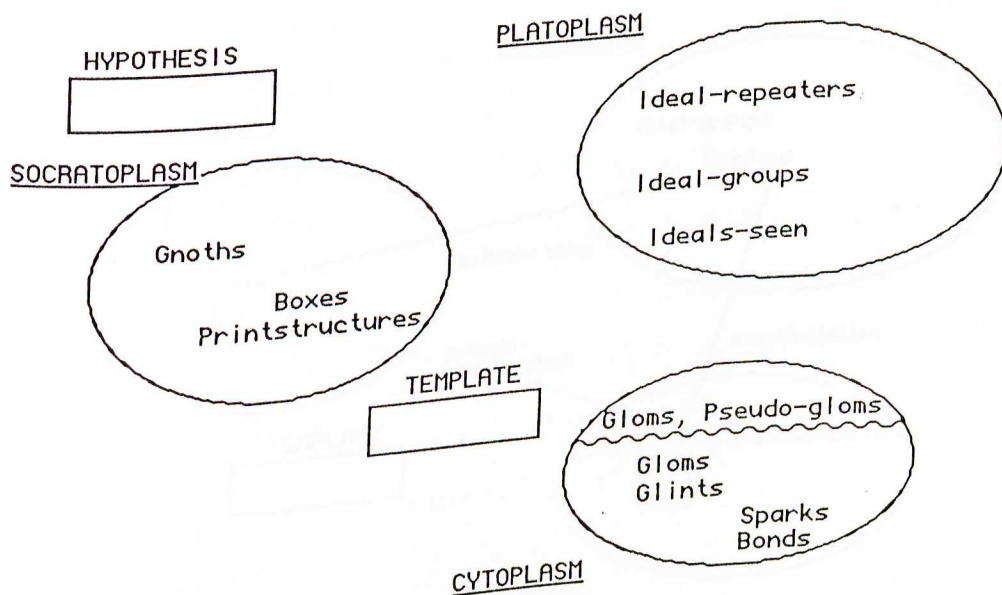 PLATOPLASM
HYPOTHESIS
Ideal-repeaters
SOCRATOPLASM
Ideal-groups
Ideals-seen
Gnoths
Boxes
Printstructures
TEMPLATE
Gloms, Pseudo-gloms
Gloms
Glints
Sparks
Bonds
CYTOPLASM